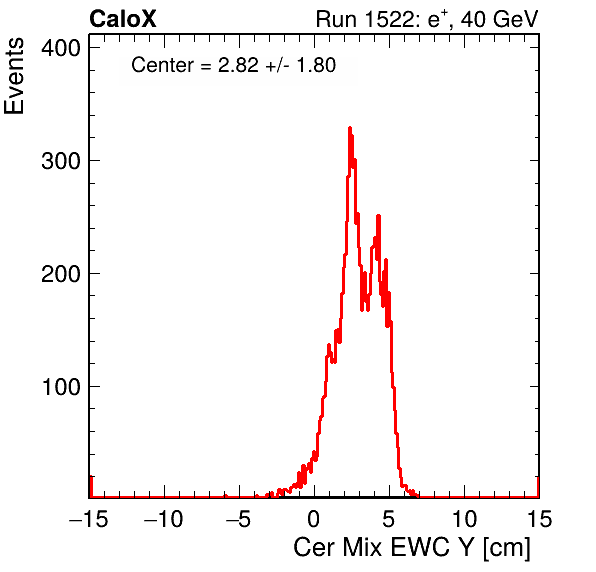 CaloX Run 1522: e⁺, 40 GeV
Events
Center = 2.82 +/- 1.80
400
300
200
100
−15 −10 −5 0 5 10 15
Cer Mix EWC Y [cm]